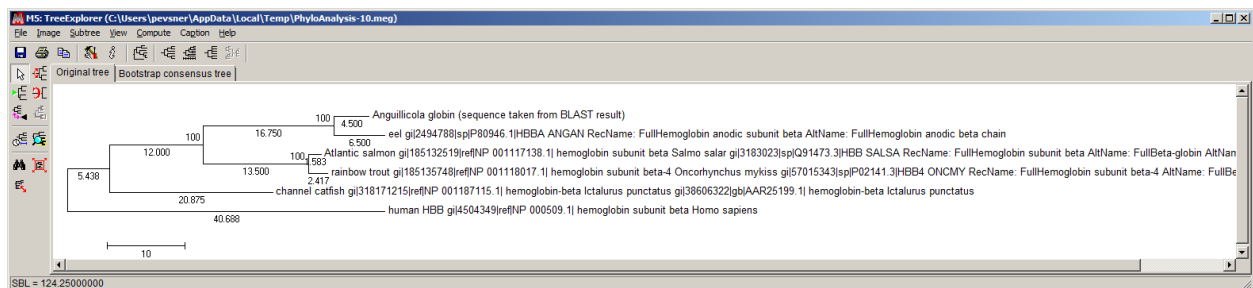 M5: TreeExplorer (C:\Users\pevsner\AppData\Local\Temp\PhyloAnalysis-10.meg)
File Image Subtree View Compute Caption Help
Original tree Bootstrap consensus tree
100 Anguillicola globin (sequence taken from BLAST result)
4.500
100 16.750 eel gi|2494788|sp|P80946.1|HBBA ANGAN RecName: FullHemoglobin anodic subunit beta AltName: FullHemoglobin anodic beta chain
6.500
12.000 100 Atlantic salmon gi|185132519|ref|NP 001117138.1| hemoglobin subunit beta Salmo salar gi|3183023|sp|Q91473.3|HBB SALSA RecName: FullHemoglobin subunit beta AltName: FullBeta-globin AltNam
.583
5.438 13.500 rainbow trout gi|185135748|ref|NP 001118017.1| hemoglobin subunit beta-4 Oncorhynchus mykiss gi|57015343|sp|P02141.3|HBB4 ONCMY RecName: FullHemoglobin subunit beta-4 AltName: FullBe
2.417
channel catfish gi|318171215|ref|NP 001187115.1| hemoglobin-beta Ictalurus punctatus gi|38606322|gb|AAR25199.1| hemoglobin-beta Ictalurus punctatus
20.875
human HBB gi|4504349|ref|NP 000509.1| hemoglobin subunit beta Homo sapiens
40.688
10
SBL = 124.25000000